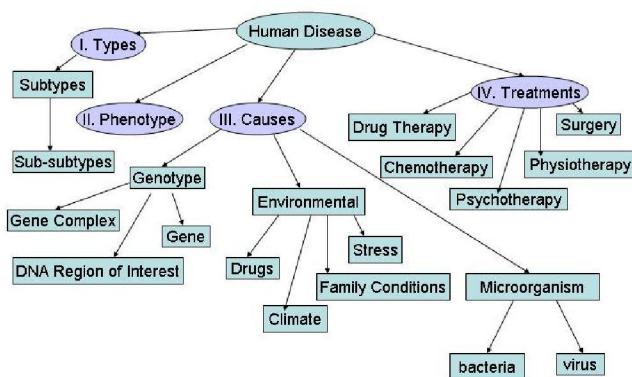 Human Disease
I. Types
Subtypes
Sub-subtypes
II. Phenotype
III. Causes
IV. Treatments
Drug Therapy
Surgery
Chemotherapy
Physiotherapy
Psychotherapy
Genotype
Gene Complex
Gene
DNA Region of Interest
Environmental
Stress
Drugs
Family Conditions
Climate
Microorganism
bacteria
virus